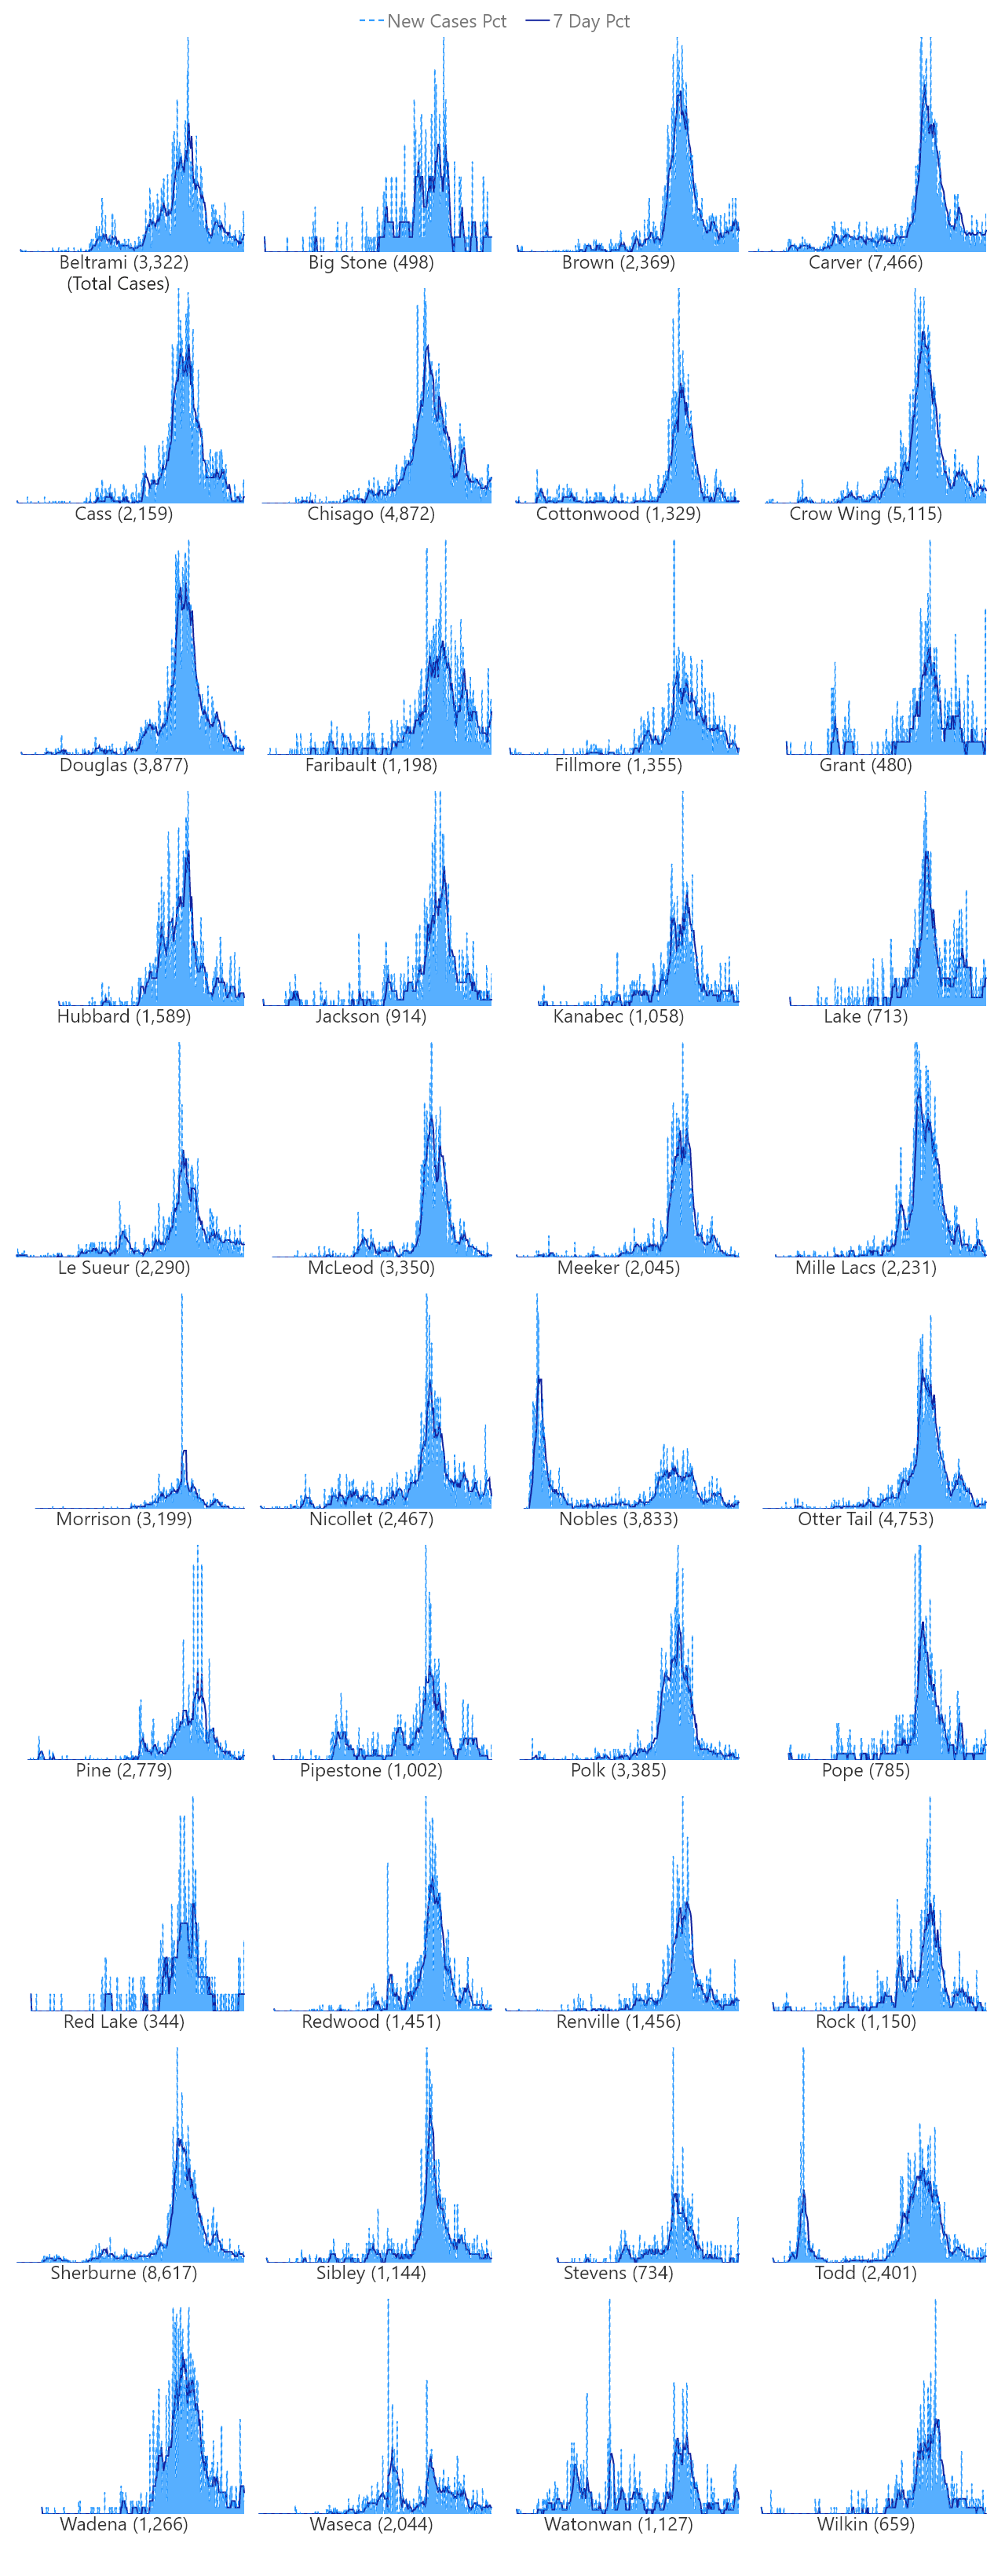 New Cases Pct 7 Day Pct
Beltrami (3,322) Big Stone (498) Brown (2,369) Carver (7,466)
(Total Cases)
Cass (2,159) Chisago (4,872) Cottonwood (1,329) Crow Wing (5,115)
Douglas (3,877) Faribault (1,198) Fillmore (1,355) Grant (480)
Hubbard (1,589) Jackson (914) Kanabec (1,058) Lake (713)
Le Sueur (2,290) McLeod (3,350) Meeker (2,045) Mille Lacs (2,231)
Morrison (3,199) Nicollet (2,467) Nobles (3,833) Otter Tail (4,753)
Pine (2,779) Pipestone (1,002) Polk (3,385) Pope (785)
Red Lake (344) Redwood (1,451) Renville (1,456) Rock (1,150)
Sherburne (8,617) Sibley (1,144) Stevens (734) Todd (2,401)
Wadena (1,266) Waseca (2,044) Watonwan (1,127) Wilkin (659)